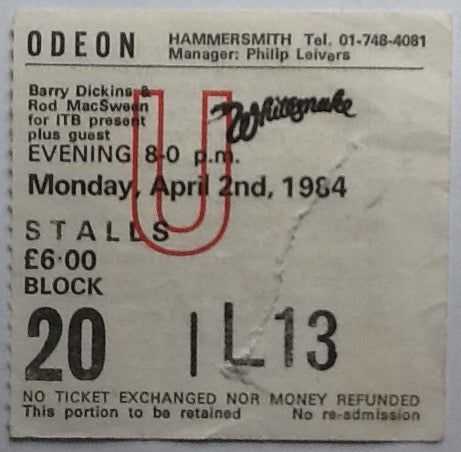 ODEON HAMMERSMITH Tel. 01-748-4081
Manager: Philip Leivers
Barry Dickins &
Rod MacSween
for ITB present
plus guest
Whitesnake
U
EVENING 8·0 p.m.
Monday, April 2nd, 1984
STALLS
£6·00
BLOCK
20 | L13
NO TICKET EXCHANGED NOR MONEY REFUNDED
This portion to be retained No re-admission